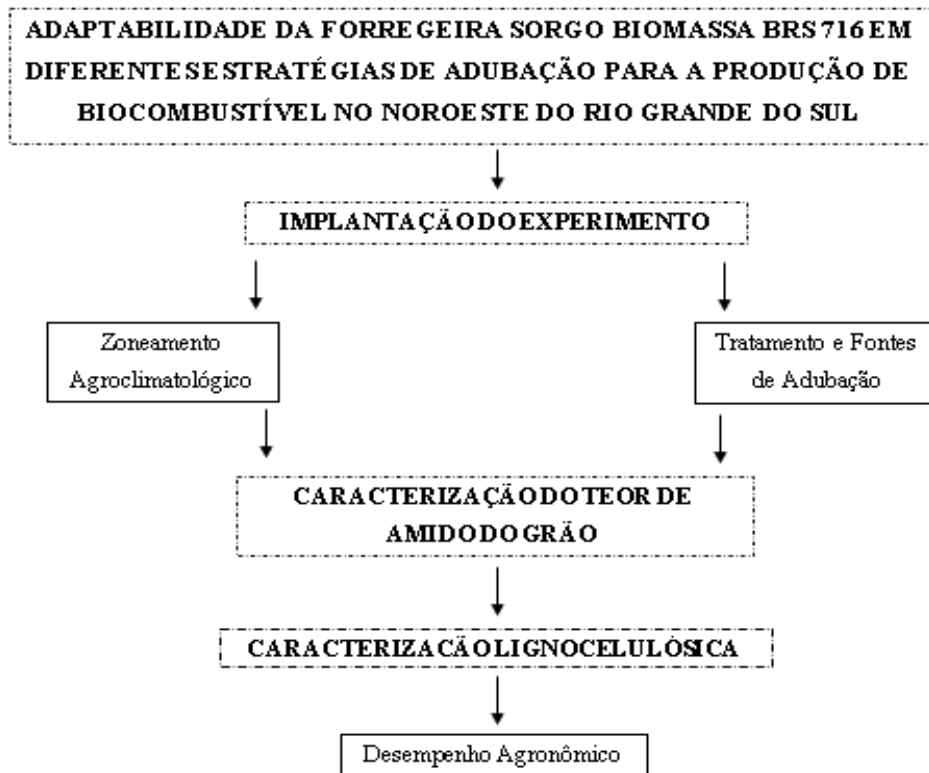 ADAPTABILIDADE DA FORREGEIRA SORGO BIOMASSA BRS 716 EM
DIFERENTES ESTRATÉGIAS DE ADUBAÇÃO PARA A PRODUÇÃO DE
BIOCOMBUSTÍVEL NO NOROESTE DO RIO GRANDE DO SUL
IMPLANTAÇÃO DO EXPERIMENTO
Zoneamento
Agroclimatológico
Tratamento e Fontes
de Adubação
CARACTERIZAÇÃO DO TEOR DE
AMIDO DO GRÃO
CARACTERIZACÃO LIGNOCELULÓSICA
Desempenho Agronômico